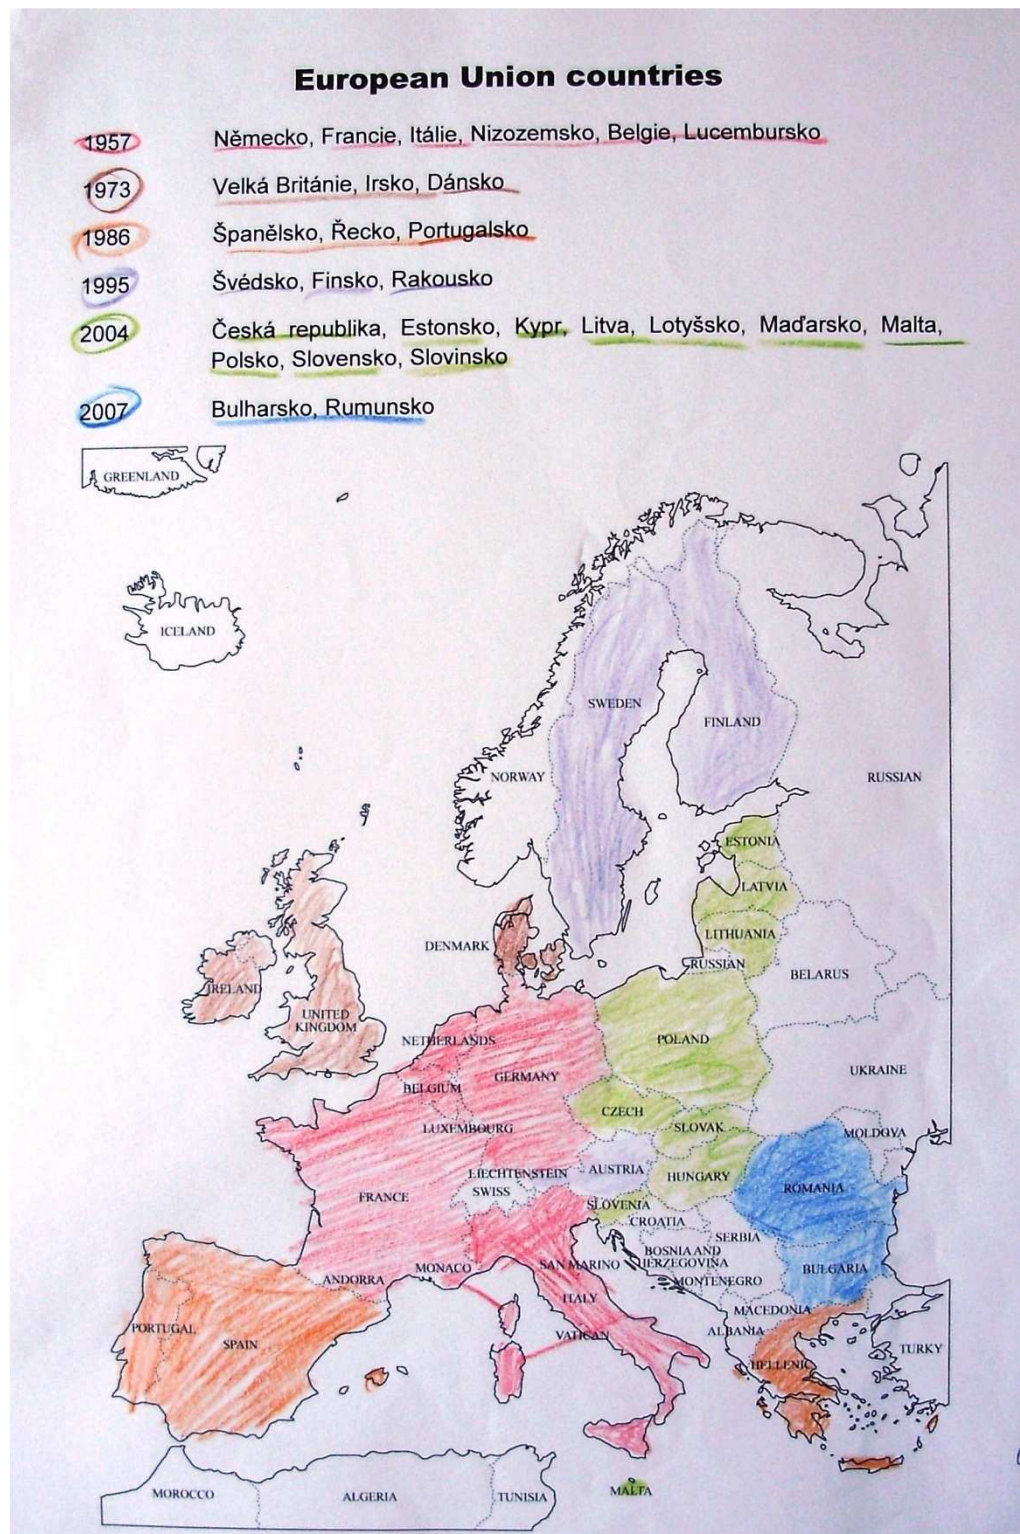 European Union countries
1957 Německo, Francie, Itálie, Nizozemsko, Belgie, Lucembursko
1973 Velká Británie, Irsko, Dánsko
1986 Španělsko, Řecko, Portugalsko
1995 Švédsko, Finsko, Rakousko
2004 Česká republika, Estonsko, Kypr, Litva, Lotyšsko, Maďarsko, Malta,
Polsko, Slovensko, Slovinsko
2007 Bulharsko, Rumunsko
GREENLAND
ICELAND
SWEDEN
FINLAND
NORWAY
RUSSIAN
ESTONIA
LATVIA
LITHUANIA
DENMARK
RUSSIAN
BELARUS
IRELAND
UNITED
KINGDOM
NETHERLANDS
POLAND
GERMANY
UKRAINE
BELGIUM
CZECH
LUXEMBOURG
SLOVAK
MOLDOVA
LIECHTENSTEIN
AUSTRIA
HUNGARY
SWISS
FRANCE
ROMANIA
SLOVENIA
CROATIA
SERBIA
BOSNIA AND
HERZEGOVINA
SAN MARINO
MONACO
BULGARIA
ANDORRA
MONTENEGRO
ITALY
MACEDONIA
PORTUGAL
SPAIN
VATICAN
ALBANIA
TURKY
HELLENIC
MOROCCO
ALGERIA
TUNISIA
MALTA